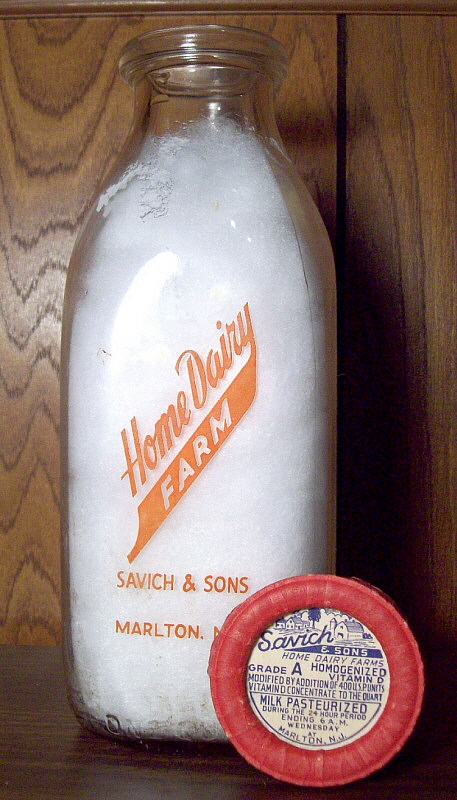 Home Dairy
FARM
SAVICH & SONS
MARLTON, N
Savich
& SONS
HOME DAIRY FARMS
GRADE A HOMOGENIZED
VITAMIN D
MODIFIED BY ADDITION OF 400 U.S.P. UNITS
VITAMIN D CONCENTRATE TO THE QUART
MILK PASTEURIZED
DURING THE 24 HOUR PERIOD
ENDING 6 A.M.
WEDNESDAY
AT
MARLTON, N.J.